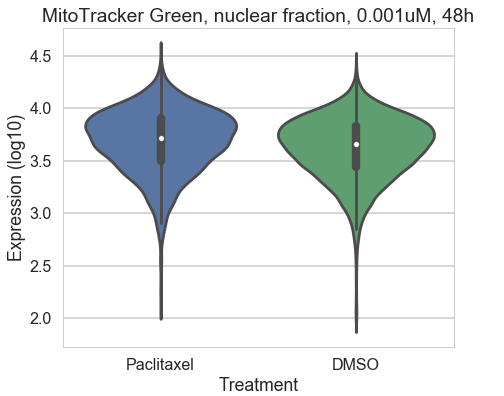 MitoTracker Green, nuclear fraction, 0.001uM, 48h
4.5
4.0
3.5
3.0
2.5
2.0
Expression (log10)
Paclitaxel
DMSO
Treatment